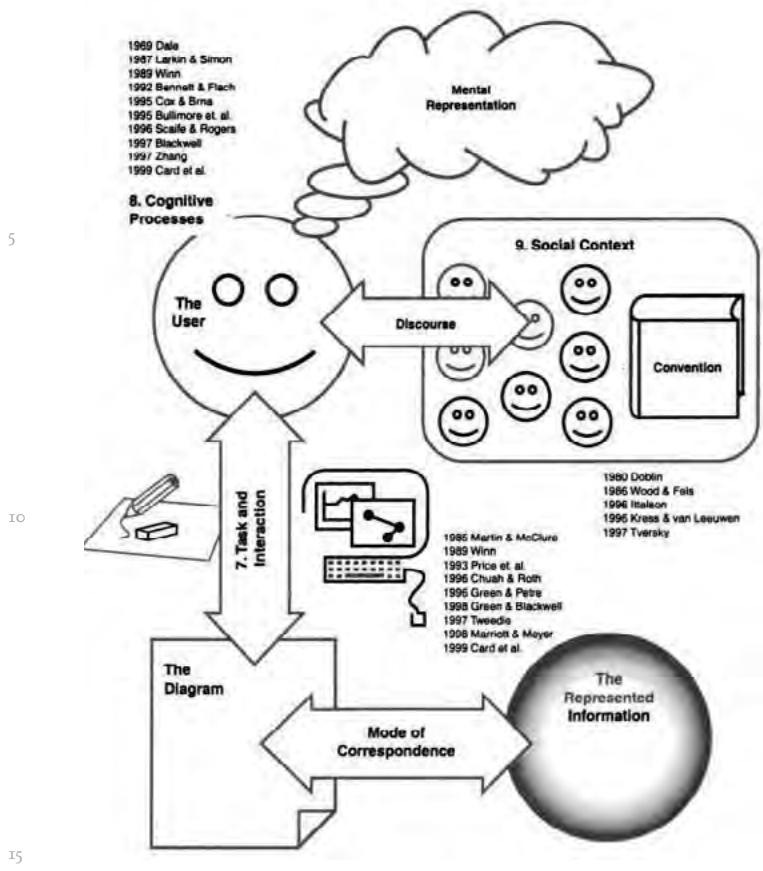 1969 Dale
1987 Larkin & Simon
1989 Winn
1992 Bennett & Flach
1995 Cox & Brna
1995 Bullimore et. al.
1996 Scaife & Rogers
1997 Blackwell
1997 Zhang
1999 Card et al.
Mental
Representation
8. Cognitive
Processes
5
The
User
9. Social Context
Discourse
Convention
10
7. Task and
Interaction
1980 Doblin
1986 Wood & Fels
1996 Ittelson
1996 Kress & van Leeuwen
1997 Tversky
1985 Martin & McClure
1989 Winn
1993 Price et. al.
1996 Chuah & Roth
1996 Green & Petre
1998 Green & Blackwell
1997 Tweedie
1998 Marriott & Meyer
1999 Card et al.
The
Diagram
Mode of
Correspondence
The
Represented
Information
15